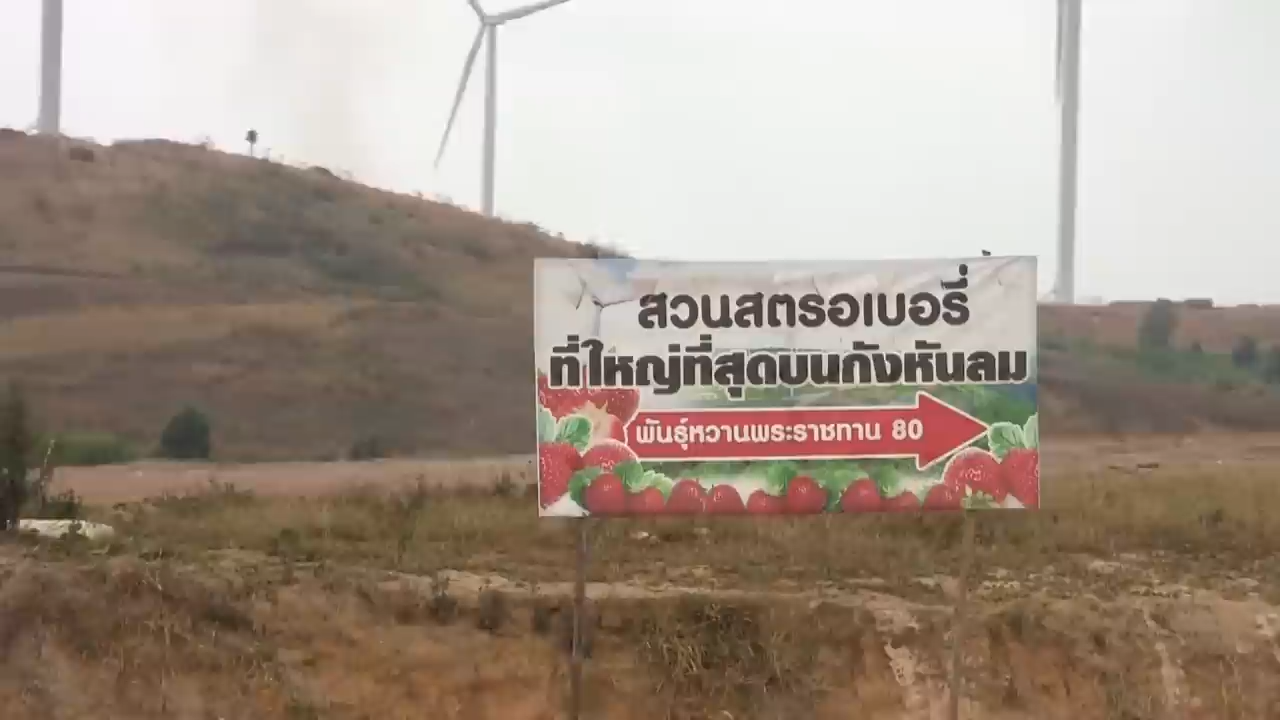 สวนสตรอเบอรี่
ที่ใหญ่ที่สุดบนกังหันลม
พันธุ์หวานพระราชทาน 80